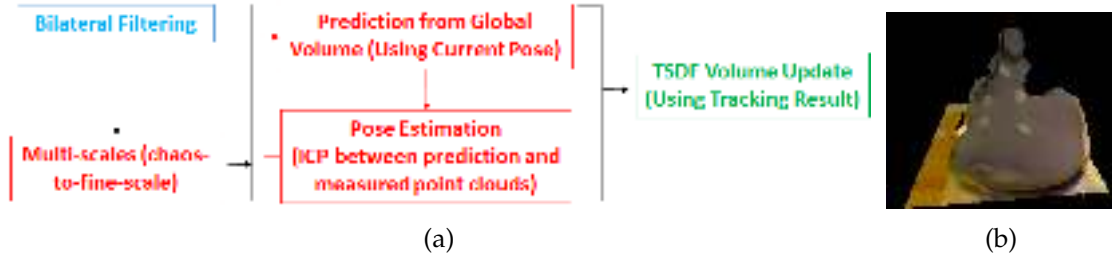 Bilateral Filtering
Multi-scales (chaos-
to-fine-scale)
Prediction from Global
Volume (Using Current Pose)
Pose Estimation
(ICP between prediction and
measured point clouds)
TSDF Volume Update
(Using Tracking Result)
(a)
(b)